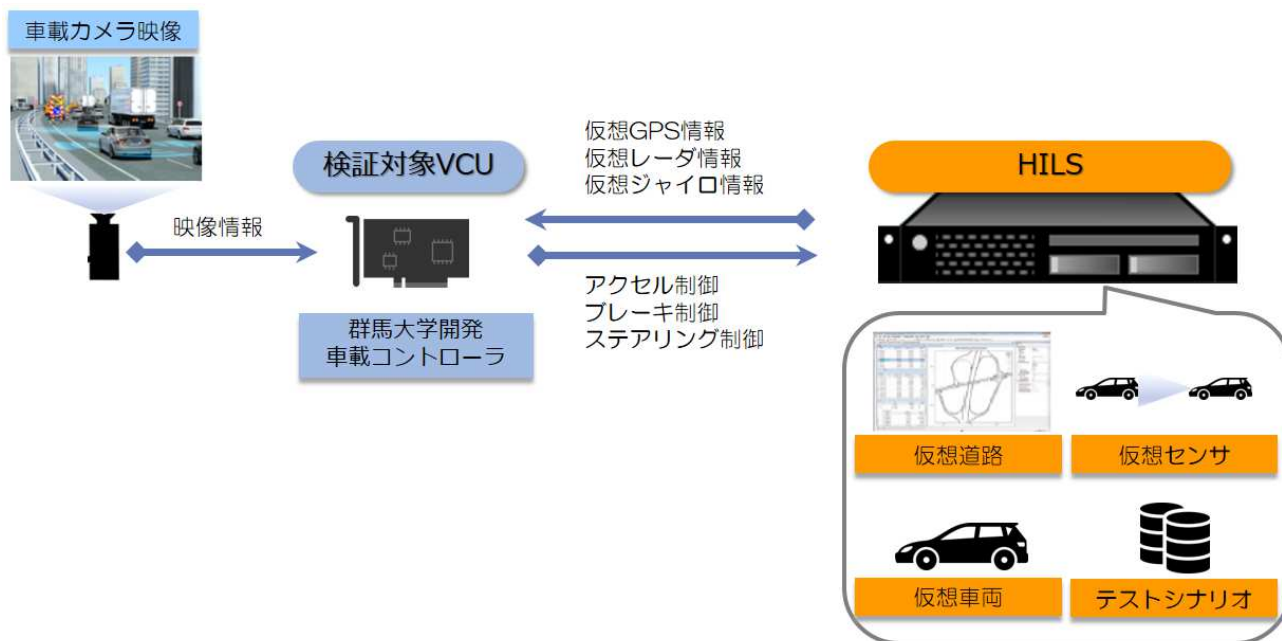 車載カメラ映像
映像情報
検証対象VCU
群馬大学開発
車載コントローラ
仮想GPS情報
仮想レーダ情報
仮想ジャイロ情報
アクセル制御
ブレーキ制御
ステアリング制御
HILS
仮想道路
仮想センサ
仮想車両
テストシナリオ